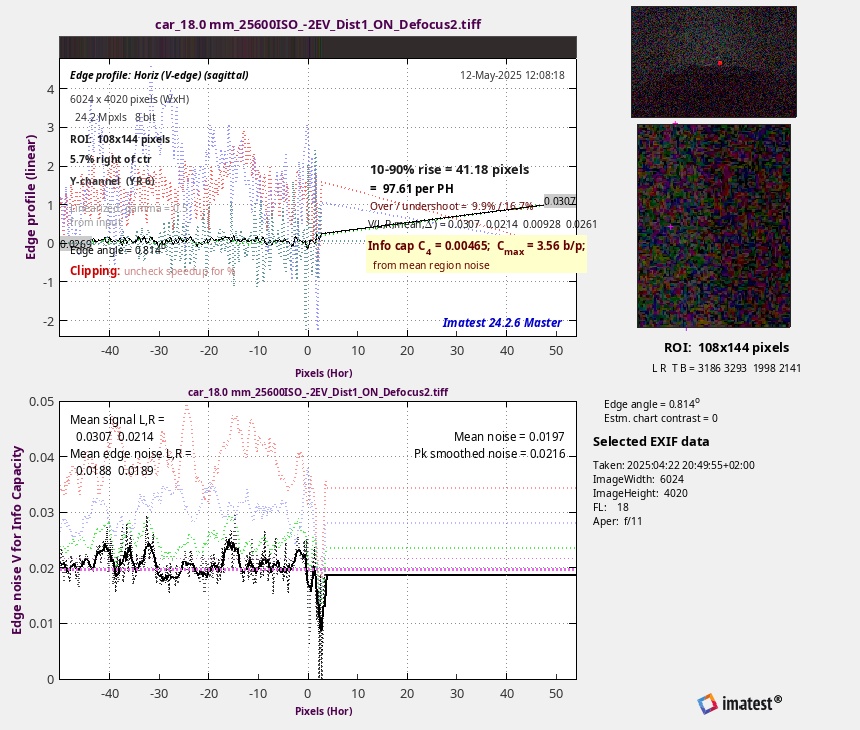 car_18.0 mm_25600ISO_-2EV_Dist1_ON_Defocus2.tiff
Edge profile: Horiz (V-edge) (sagittal)
12-May-2025 12:08:18
6024 x 4020 pixels (WxH)
24.2 Mpxls 8 bit
ROI: 108x144 pixels
5.7% right of ctr
Y-channel (YR 6)
from input
0.0269
Edge angle = 0.814°
Clipping: uncheck speedup for %
10-90% rise = 41.18 pixels
= 97.61 per PH
Over / undershoot = 9.9% / 16.7%
0.0307 0.0214 0.00928 0.0261
0.0307
Info cap C4 = 0.00465; Cmax = 3.56 b/p;
from mean region noise
Imatest 24.2.6 Master
Edge profile (linear)
4
3
2
1
0
-1
-2
-40 -30 -20 -10 0 10 20 30 40 50
Pixels (Hor)
ROI: 108x144 pixels
L R T B = 3186 3293 1998 2141
car_18.0 mm_25600ISO_-2EV_Dist1_ON_Defocus2.tiff
Mean signal L,R =
0.0307 0.0214
Mean edge noise L,R =
0.0188 0.0189
Mean noise = 0.0197
Pk smoothed noise = 0.0216
Edge noise V for Info Capacity
0.05
0.04
0.03
0.02
0.01
0
-40 -30 -20 -10 0 10 20 30 40 50
Pixels (Hor)
Edge angle = 0.814o
Estm. chart contrast = 0
Selected EXIF data
Taken: 2025:04:22 20:49:55+02:00
ImageWidth: 6024
ImageHeight: 4020
FL: 18
Aper: f/11
imatest®